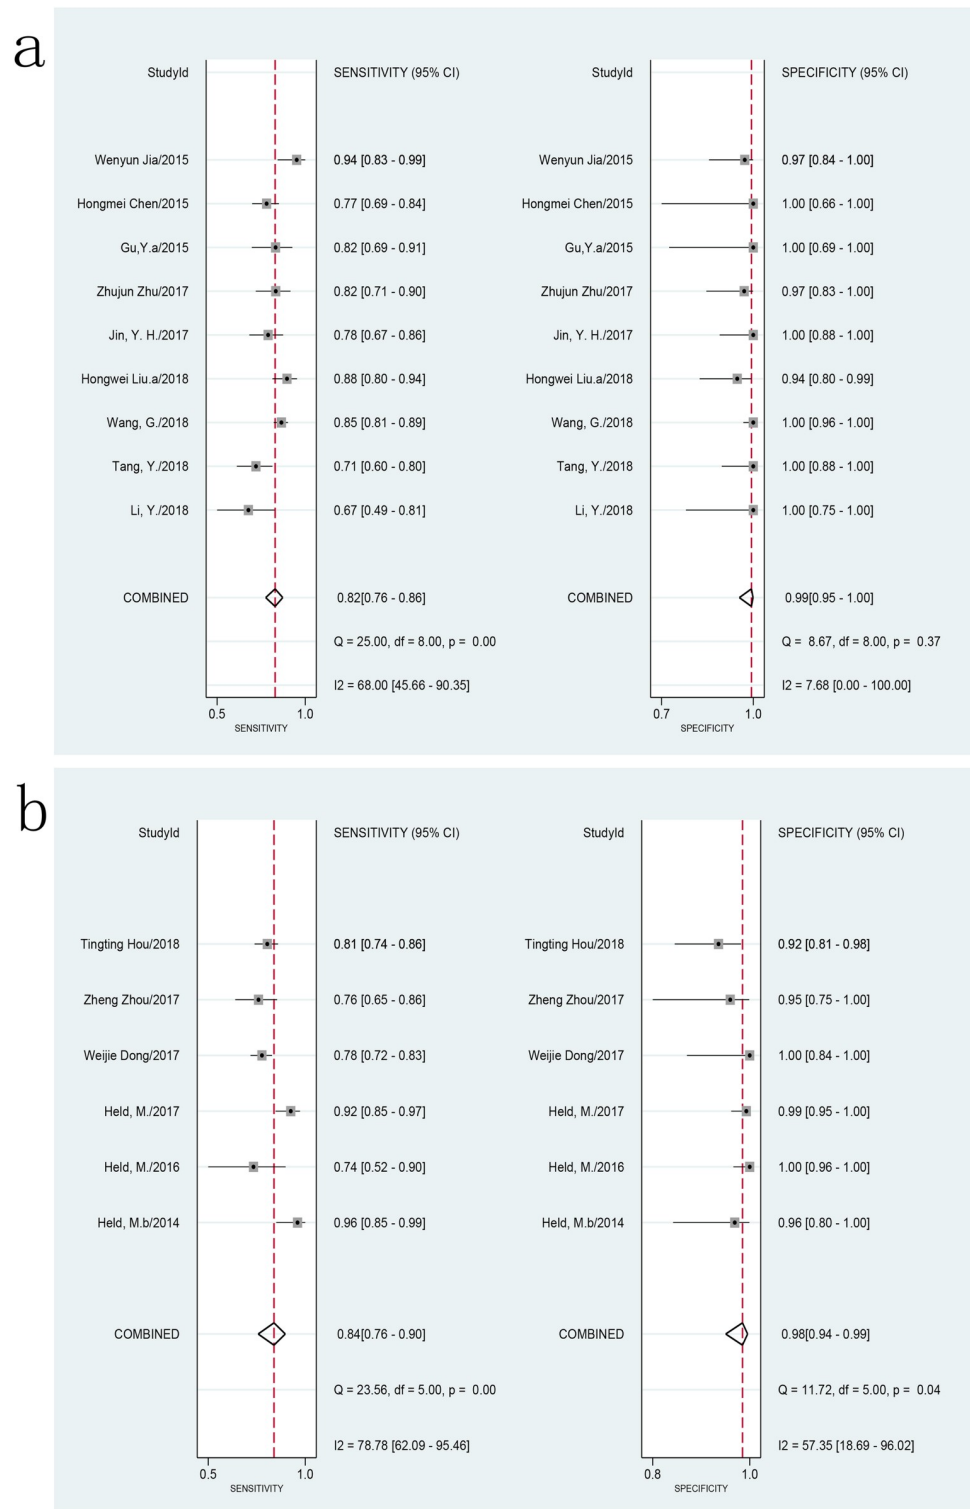 a
StudyId SENSITIVITY (95% CI) StudyId SPECIFICITY (95% CI)
Wenyun Jia/2015 0.94 [0.83 - 0.99] Wenyun Jia/2015 0.97 [0.84 - 1.00]
Hongmei Chen/2015 0.77 [0.69 - 0.84] Hongmei Chen/2015 1.00 [0.66 - 1.00]
Gu,Y.a/2015 0.82 [0.69 - 0.91] Gu,Y.a/2015 1.00 [0.69 - 1.00]
Zhujun Zhu/2017 0.82 [0.71 - 0.90] Zhujun Zhu/2017 0.97 [0.83 - 1.00]
Jin, Y. H./2017 0.78 [0.67 - 0.86] Jin, Y. H./2017 1.00 [0.88 - 1.00]
Hongwei Liu.a/2018 0.88 [0.80 - 0.94] Hongwei Liu.a/2018 0.94 [0.80 - 0.99]
Wang, G./2018 0.85 [0.81 - 0.89] Wang, G./2018 1.00 [0.96 - 1.00]
Tang, Y./2018 0.71 [0.60 - 0.80] Tang, Y./2018 1.00 [0.88 - 1.00]
Li, Y./2018 0.67 [0.49 - 0.81] Li, Y./2018 1.00 [0.75 - 1.00]
COMBINED 0.82[0.76 - 0.86] COMBINED 0.99[0.95 - 1.00]
Q = 25.00, df = 8.00, p = 0.00 Q = 8.67, df = 8.00, p = 0.37
I2 = 68.00 [45.66 - 90.35] I2 = 7.68 [0.00 - 100.00]
0.5 1.0 0.7 1.0
SENSITIVITY SPECIFICITY
b
StudyId SENSITIVITY (95% CI) StudyId SPECIFICITY (95% CI)
Tingting Hou/2018 0.81 [0.74 - 0.86] Tingting Hou/2018 0.92 [0.81 - 0.98]
Zheng Zhou/2017 0.76 [0.65 - 0.86] Zheng Zhou/2017 0.95 [0.75 - 1.00]
Weijie Dong/2017 0.78 [0.72 - 0.83] Weijie Dong/2017 1.00 [0.84 - 1.00]
Held, M./2017 0.92 [0.85 - 0.97] Held, M./2017 0.99 [0.95 - 1.00]
Held, M./2016 0.74 [0.52 - 0.90] Held, M./2016 1.00 [0.96 - 1.00]
Held, M.b/2014 0.96 [0.85 - 0.99] Held, M.b/2014 0.96 [0.80 - 1.00]
COMBINED 0.84[0.76 - 0.90] COMBINED 0.98[0.94 - 0.99]
Q = 23.56, df = 5.00, p = 0.00 Q = 11.72, df = 5.00, p = 0.04
I2 = 78.78 [62.09 - 95.46] I2 = 57.35 [18.69 - 96.02]
0.5 1.0 0.8 1.0
SENSITIVITY SPECIFICITY